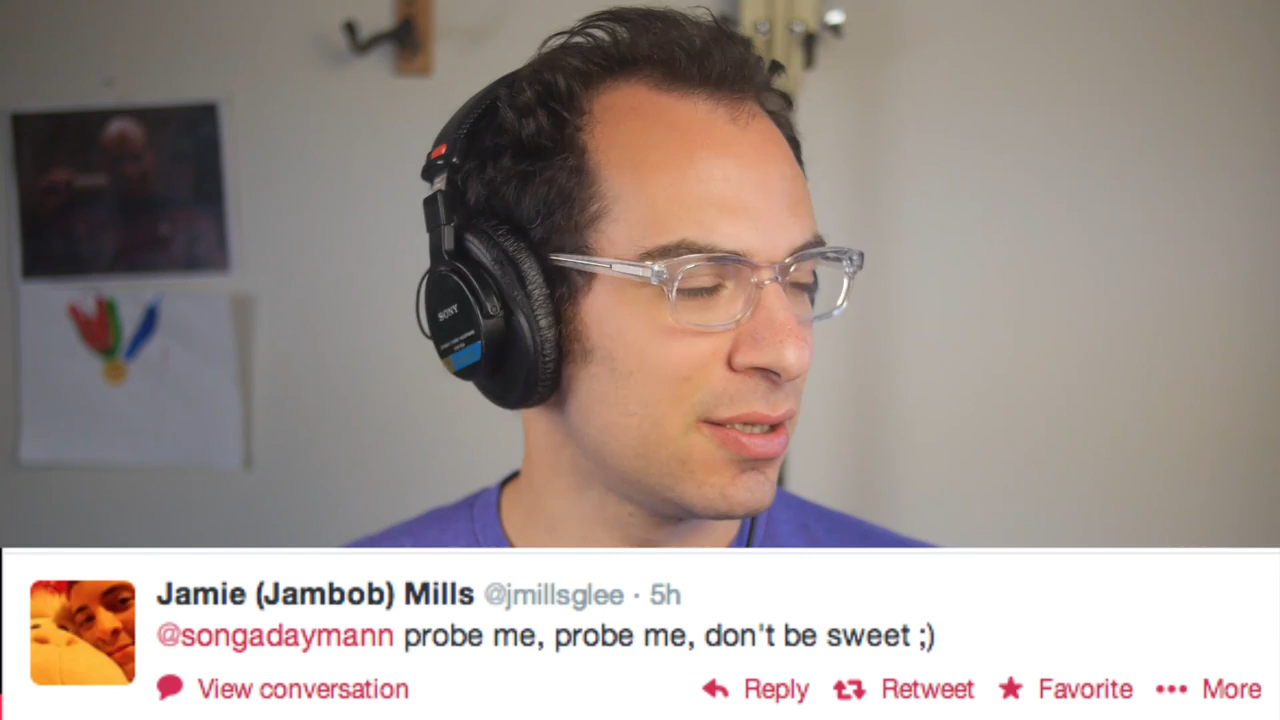 SONY
Jamie (Jambob) Mills @jmillsglee · 5h
@songadaymann probe me, probe me, don't be sweet ;)
View conversation Reply Retweet Favorite More